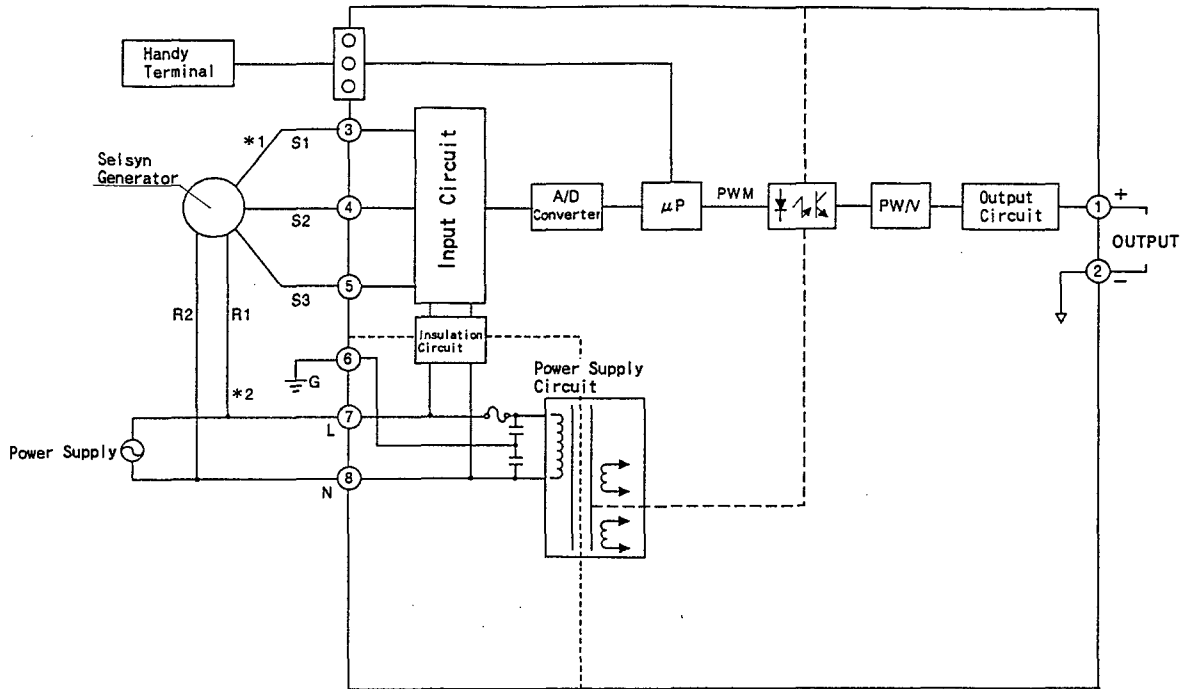 Handy
Terminal
*1
S1
3
Selsyn
Generator
S2
4
S3
5
R2
R1
Input Circuit
A/D
Converter
μP
PWM
PW/V
Output
Circuit
1
+
OUTPUT
2
−
Insulation
Circuit
6
G
*2
Power Supply
Circuit
7
L
Power Supply
8
N